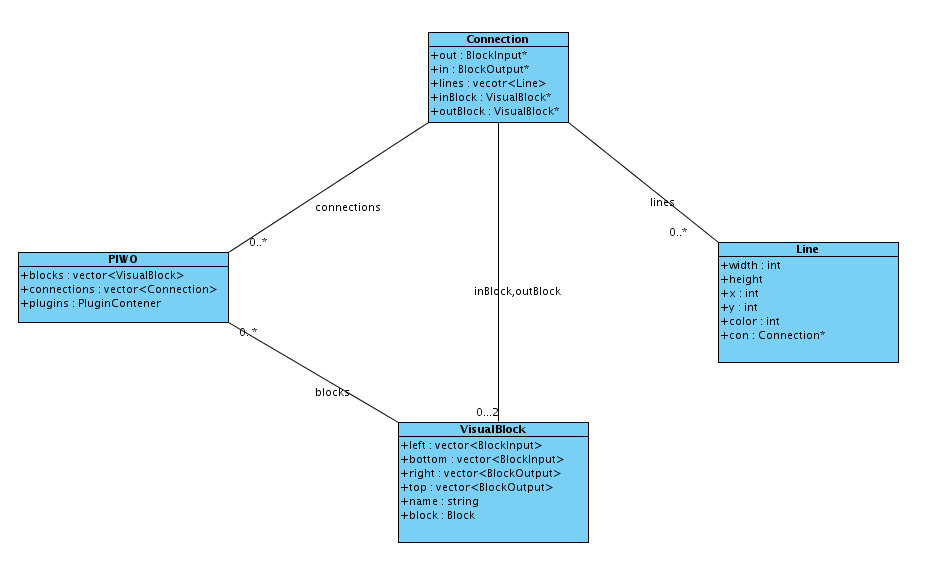 Connection
+out : BlockInput*
+in : BlockOutput*
+lines : vecotr<Line>
+inBlock : VisualBlock*
+outBlock : VisualBlock*
connections
lines
0..*
0..*
PIWO
+blocks : vector<VisualBlock>
+connections : vector<Connection>
+plugins : PluginContener
Line
+width : int
+height
+x : int
+y : int
+color : int
+con : Connection*
inBlock,outBlock
0..*
blocks
0...2
VisualBlock
+left : vector<BlockInput>
+bottom : vector<BlockInput>
+right : vector<BlockOutput>
+top : vector<BlockOutput>
+name : string
+block : Block